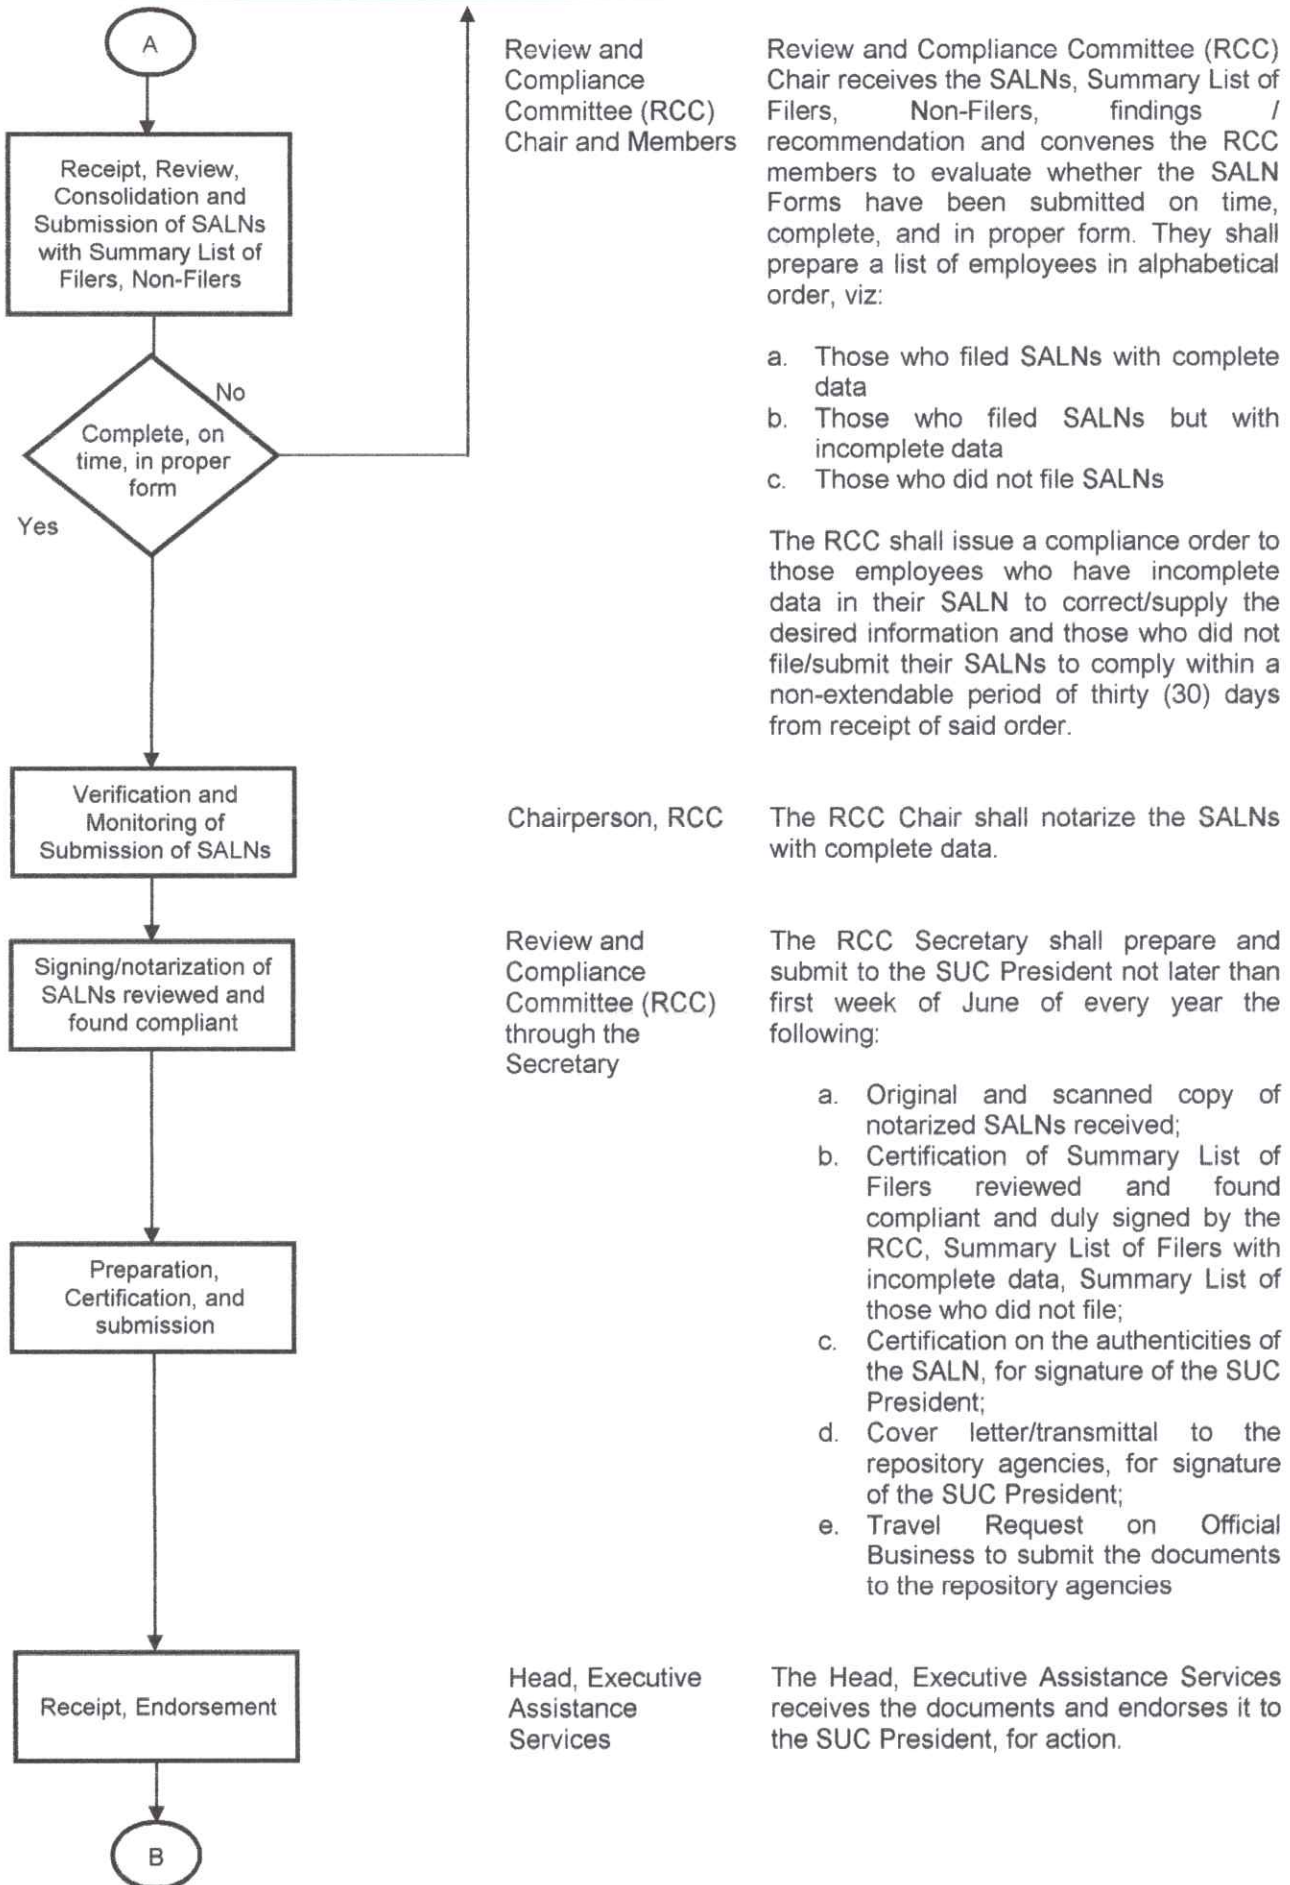 A
Receipt, Review,
Consolidation and
Submission of SALNs
with Summary List of
Filers, Non-Filers
No
Complete, on
time, in proper
form
Yes
Verification and
Monitoring of
Submission of SALNs
Signing/notarization of
SALNs reviewed and
found compliant
Preparation,
Certification, and
submission
Receipt, Endorsement
B
Review and
Compliance
Committee (RCC)
Chair and Members
Chairperson, RCC
Review and
Compliance
Committee (RCC)
through the
Secretary
Head, Executive
Assistance
Services
Review and Compliance Committee (RCC)
Chair receives the SALNs, Summary List of
Filers, Non-Filers, findings /
recommendation and convenes the RCC
members to evaluate whether the SALN
Forms have been submitted on time,
complete, and in proper form. They shall
prepare a list of employees in alphabetical
order, viz:
a. Those who filed SALNs with complete
data
b. Those who filed SALNs but with
incomplete data
c. Those who did not file SALNs
The RCC shall issue a compliance order to
those employees who have incomplete
data in their SALN to correct/supply the
desired information and those who did not
file/submit their SALNs to comply within a
non-extendable period of thirty (30) days
from receipt of said order.
The RCC Chair shall notarize the SALNs
with complete data.
The RCC Secretary shall prepare and
submit to the SUC President not later than
first week of June of every year the
following:
a. Original and scanned copy of
notarized SALNs received;
b. Certification of Summary List of
Filers reviewed and found
compliant and duly signed by the
RCC, Summary List of Filers with
incomplete data, Summary List of
those who did not file;
c. Certification on the authenticities of
the SALN, for signature of the SUC
President;
d. Cover letter/transmittal to the
repository agencies, for signature
of the SUC President;
e. Travel Request on Official
Business to submit the documents
to the repository agencies
The Head, Executive Assistance Services
receives the documents and endorses it to
the SUC President, for action.